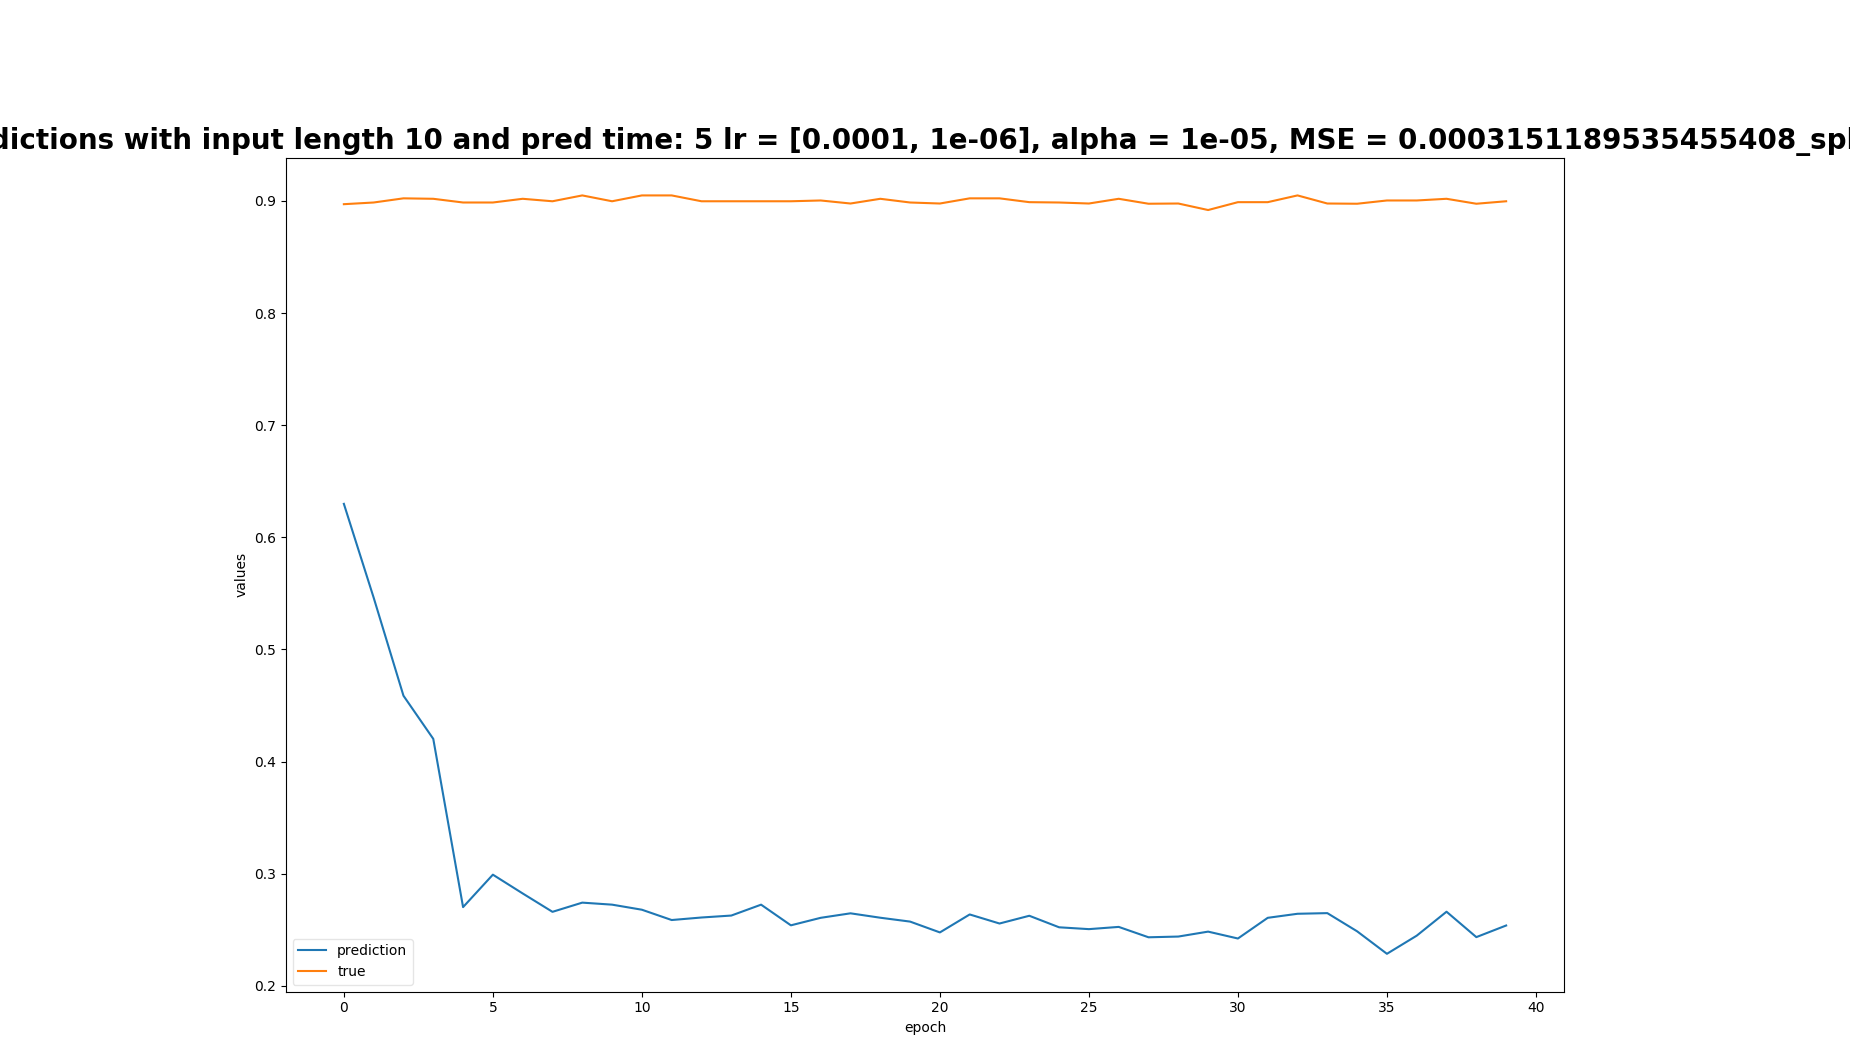 dictions with input length 10 and pred time: 5 lr = [0.0001, 1e-06], alpha = 1e-05, MSE = 0.0003151189535455408_spl
0.9
0.8
0.7
0.6
0.5
0.4
0.3
0.2
values
prediction
true
0 5 10 15 20 25 30 35 40
epoch